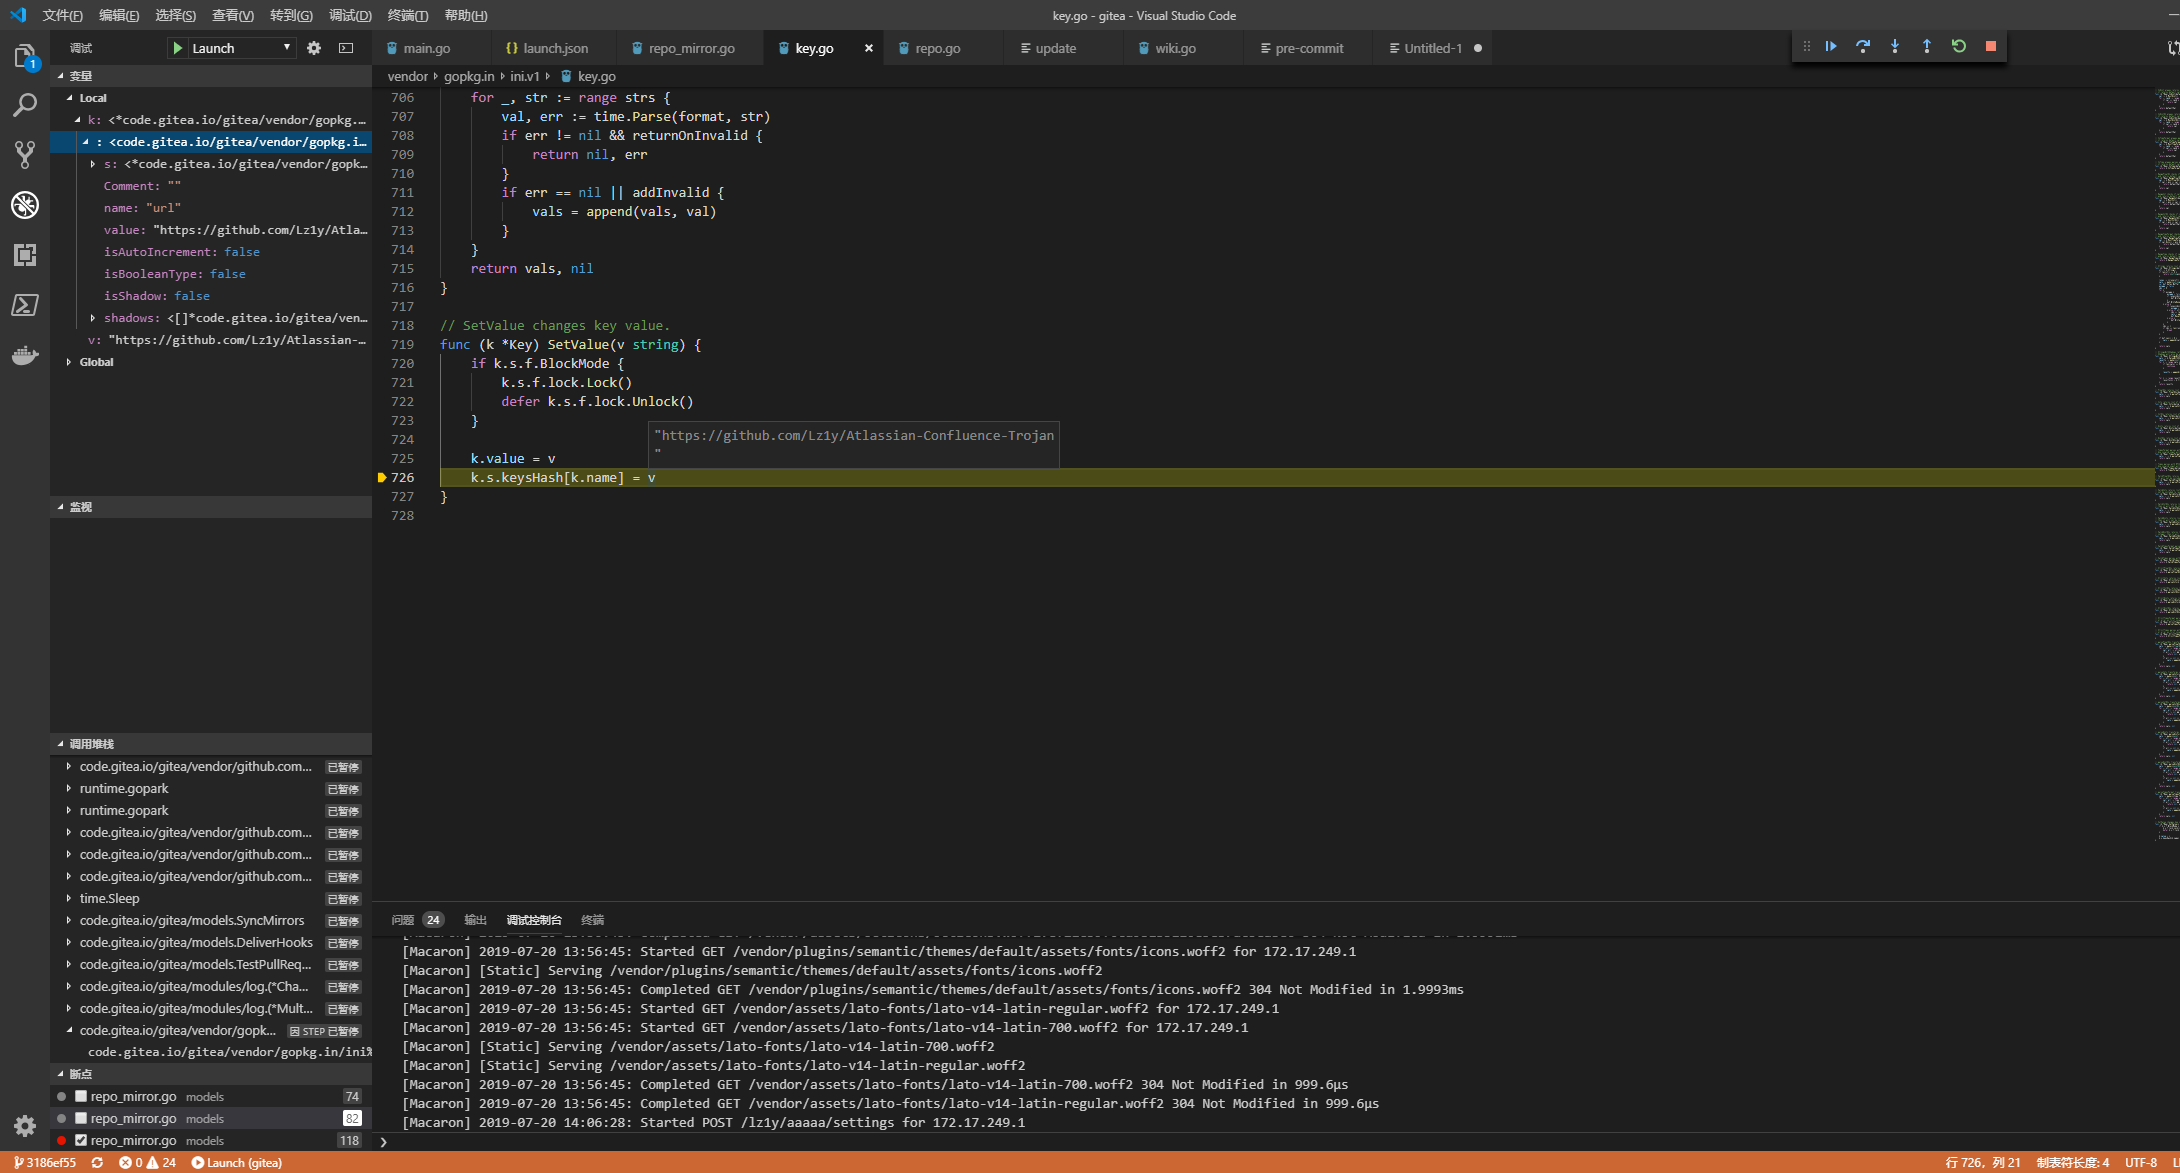 文件(F) 编辑(E) 选择(S) 查看(V) 转到(G) 调试(D) 终端(T) 帮助(H)
key.go - gitea - Visual Studio Code
1
调试 Launch
main.go launch.json repo_mirror.go key.go × repo.go update wiki.go pre-commit Untitled-1
vendor gopkg.in ini.v1 key.go
变量
Local
k: <*code.gitea.io/gitea/vendor/gopkg....
: <code.gitea.io/gitea/vendor/gopkg.i...
s: <*code.gitea.io/gitea/vendor/gopk...
Comment: ""
name: "url"
value: "https://github.com/Lz1y/Atla...
isAutoIncrement: false
isBooleanType: false
isShadow: false
shadows: <[]*code.gitea.io/gitea/ven...
v: "https://github.com/Lz1y/Atlassian-...
Global
监视
调用堆栈
code.gitea.io/gitea/vendor/github.com... 已暂停
runtime.gopark 已暂停
runtime.gopark 已暂停
code.gitea.io/gitea/vendor/github.com... 已暂停
code.gitea.io/gitea/vendor/github.com... 已暂停
code.gitea.io/gitea/vendor/github.com... 已暂停
time.Sleep 已暂停
code.gitea.io/gitea/models.SyncMirrors 已暂停
code.gitea.io/gitea/models.DeliverHooks 已暂停
code.gitea.io/gitea/models.TestPullReq... 已暂停
code.gitea.io/gitea/modules/log.(*Cha... 已暂停
code.gitea.io/gitea/modules/log.(*Mult... 已暂停
code.gitea.io/gitea/vendor/gopk... 因 STEP 已暂停
code.gitea.io/gitea/vendor/gopkg.in/ini%
断点
repo_mirror.go models 74
repo_mirror.go models 82
repo_mirror.go models 118
706 for _, str := range strs {
707 val, err := time.Parse(format, str)
708 if err != nil && returnOnInvalid {
709 return nil, err
710 }
711 if err == nil || addInvalid {
712 vals = append(vals, val)
713 }
714 }
715 return vals, nil
716 }
717
718 // SetValue changes key value.
719 func (k *Key) SetValue(v string) {
720 if k.s.f.BlockMode {
721 k.s.f.lock.Lock()
722 defer k.s.f.lock.Unlock()
723 }
724
"https://github.com/Lz1y/Atlassian-Confluence-Trojan
"
725 k.value = v
726 k.s.keysHash[k.name] = v
727 }
728
问题 24 输出 调试控制台 终端
[Macaron] 2019-07-20 13:56:45: Started GET /vendor/plugins/semantic/themes/default/assets/fonts/icons.woff2 for 172.17.249.1
[Macaron] [Static] Serving /vendor/plugins/semantic/themes/default/assets/fonts/icons.woff2
[Macaron] 2019-07-20 13:56:45: Completed GET /vendor/plugins/semantic/themes/default/assets/fonts/icons.woff2 304 Not Modified in 1.9993ms
[Macaron] 2019-07-20 13:56:45: Started GET /vendor/assets/lato-fonts/lato-v14-latin-regular.woff2 for 172.17.249.1
[Macaron] 2019-07-20 13:56:45: Started GET /vendor/assets/lato-fonts/lato-v14-latin-700.woff2 for 172.17.249.1
[Macaron] [Static] Serving /vendor/assets/lato-fonts/lato-v14-latin-700.woff2
[Macaron] [Static] Serving /vendor/assets/lato-fonts/lato-v14-latin-regular.woff2
[Macaron] 2019-07-20 13:56:45: Completed GET /vendor/assets/lato-fonts/lato-v14-latin-700.woff2 304 Not Modified in 999.6µs
[Macaron] 2019-07-20 13:56:45: Completed GET /vendor/assets/lato-fonts/lato-v14-latin-regular.woff2 304 Not Modified in 999.6µs
[Macaron] 2019-07-20 14:06:28: Started POST /lz1y/aaaaa/settings for 172.17.249.1
3186ef55 0 24 Launch (gitea)
行 726, 列 21 制表符长度: 4 UTF-8